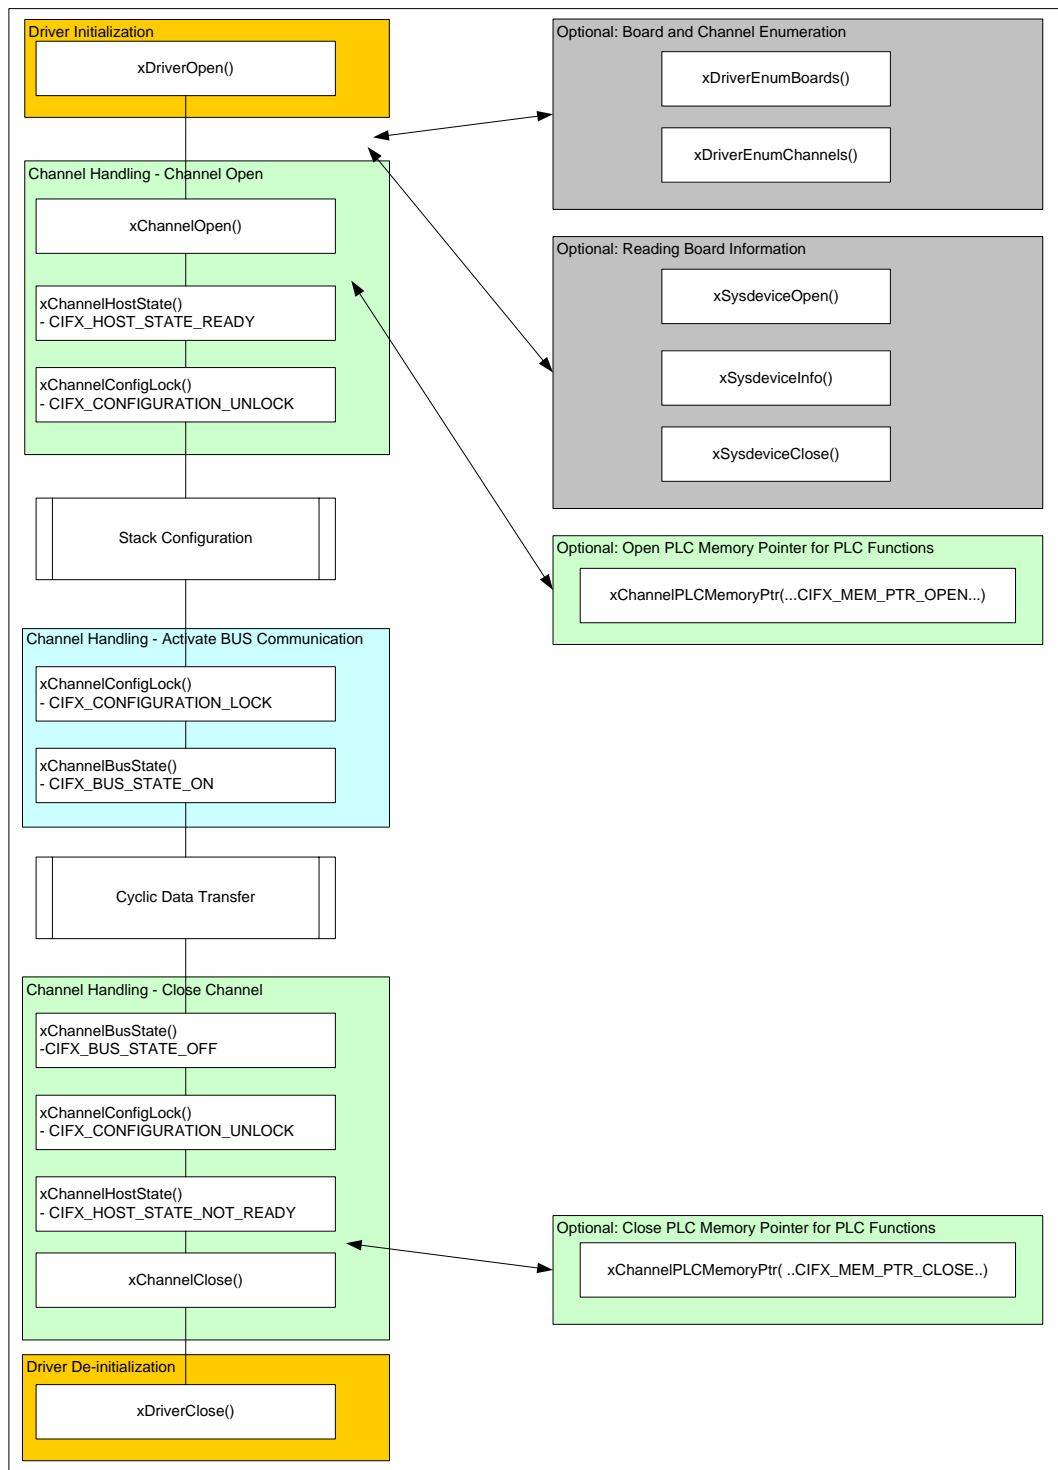 Driver Initialization
xDriverOpen()
Optional: Board and Channel Enumeration
xDriverEnumBoards()
xDriverEnumChannels()
Channel Handling - Channel Open
xChannelOpen()
xChannelHostState()
- CIFX_HOST_STATE_READY
xChannelConfigLock()
- CIFX_CONFIGURATION_UNLOCK
Optional: Reading Board Information
xSysdeviceOpen()
xSysdeviceInfo()
xSysdeviceClose()
Stack Configuration
Optional: Open PLC Memory Pointer for PLC Functions
xChannelPLCMemoryPtr(...CIFX_MEM_PTR_OPEN...)
Channel Handling - Activate BUS Communication
xChannelConfigLock()
- CIFX_CONFIGURATION_LOCK
xChannelBusState()
- CIFX_BUS_STATE_ON
Cyclic Data Transfer
Channel Handling - Close Channel
xChannelBusState()
-CIFX_BUS_STATE_OFF
xChannelConfigLock()
- CIFX_CONFIGURATION_UNLOCK
xChannelHostState()
- CIFX_HOST_STATE_NOT_READY
xChannelClose()
Optional: Close PLC Memory Pointer for PLC Functions
xChannelPLCMemoryPtr( ..CIFX_MEM_PTR_CLOSE..)
Driver De-initialization
xDriverClose()